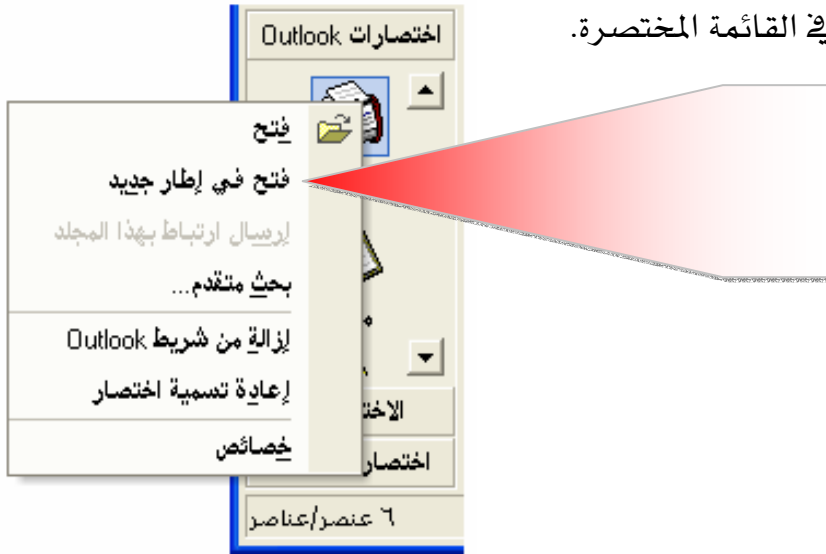 في القائمة المختصرة.
اختصارات Outlook
فتح
فتح في إطار جديد
إرسال ارتباط بهذا المجلد
بحث متقدم...
إزالة من شريط Outlook
إعادة تسمية اختصار
خصائص
٦ عنصر/عناصر